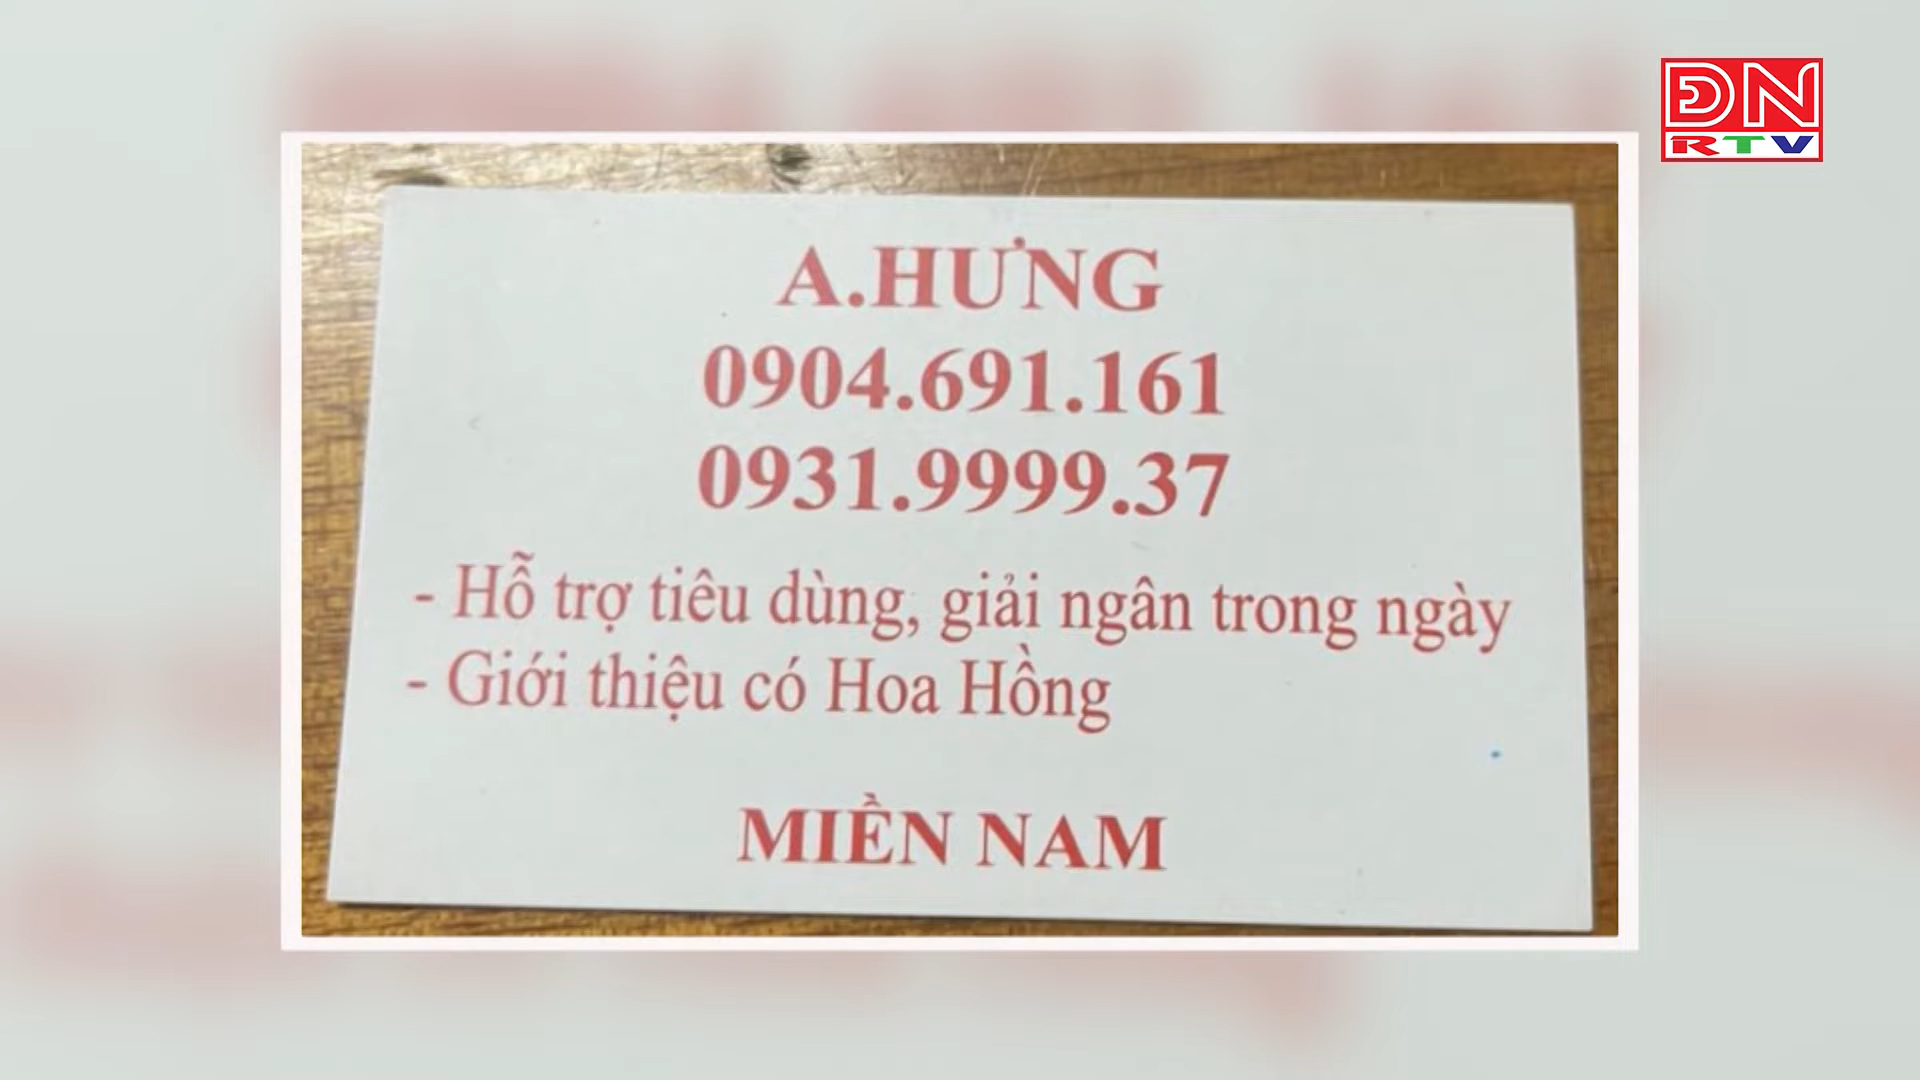 ĐN
RTV
A.HƯNG
0904.691.161
0931.9999.37
- Hỗ trợ tiêu dùng, giải ngân trong ngày
- Giới thiệu có Hoa Hồng
MIỀN NAM